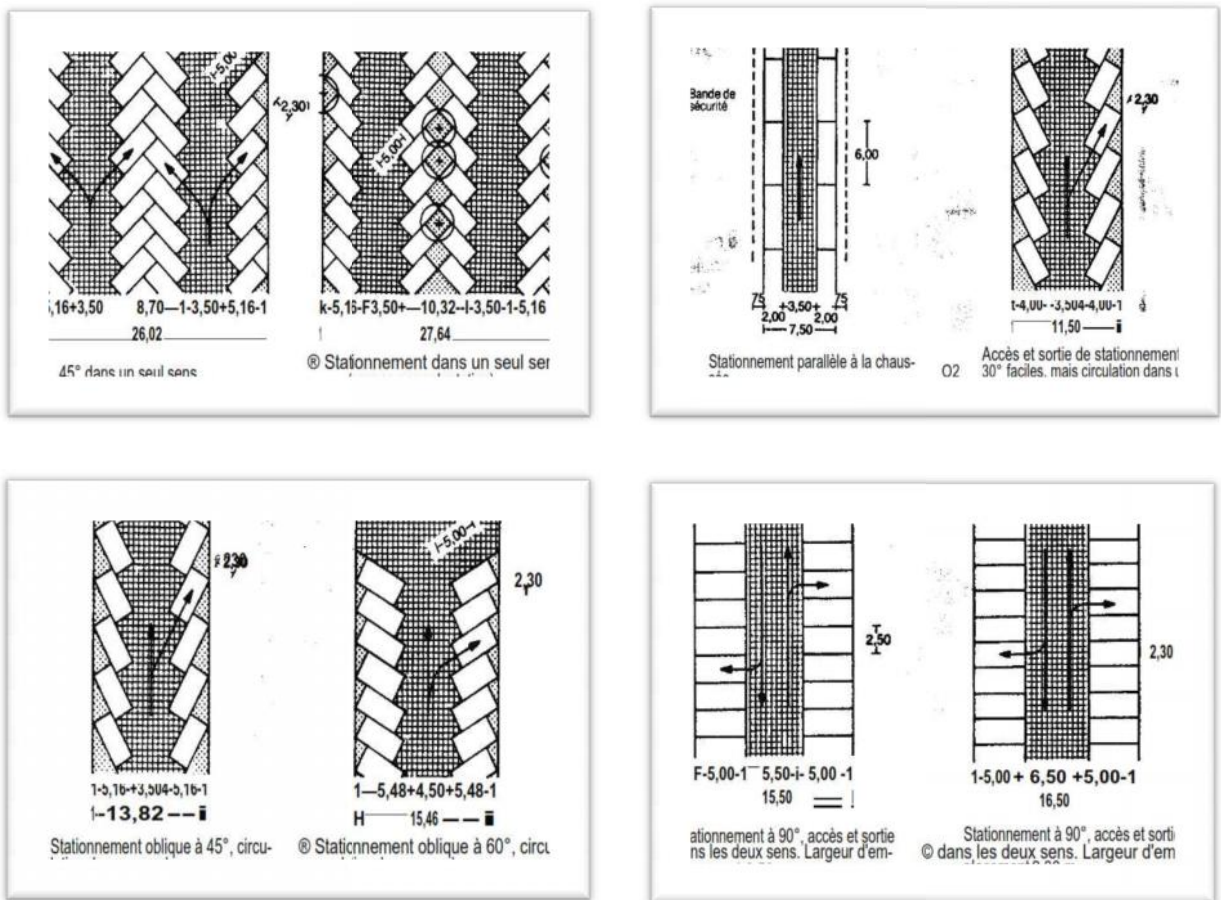 5,00
2,30
,16+3,50 8,70—1-3,50+5,16-1
26,02
45° dans un seul sens
I-5,00-I
k-5,15-F3,50+—10,32--I-3,50-1-5,16
27,64
® Stationnement dans un seul ser
Bande de
sécurité
6,00
75 +3,50+ 75
2,00 2,00
7,50
Stationnement parallèle à la chaus-
2,30
t-4,00- -3,504-4,00-1
11,50
O2
Accès et sortie de stationnement
30° faciles. mais circulation dans
2,30
1-5,16-+3,504-5,16-1
1-13,82
Stationnement oblique à 45°, circu-
I-5,00-I
2,30
1—5,48+4,50+5,48-1
H 15,46
® Stationnement oblique à 60°, circu
2,50
F-5,00-1 5,50-i- 5,00 -1
15,50
ationnement à 90°, accès et sortie
ns les deux sens. Largeur d'em-
2,30
1-5,00 + 6,50 +5,00-1
16,50
Stationnement à 90°, accès et sorti
© dans les deux sens. Largeur d'em